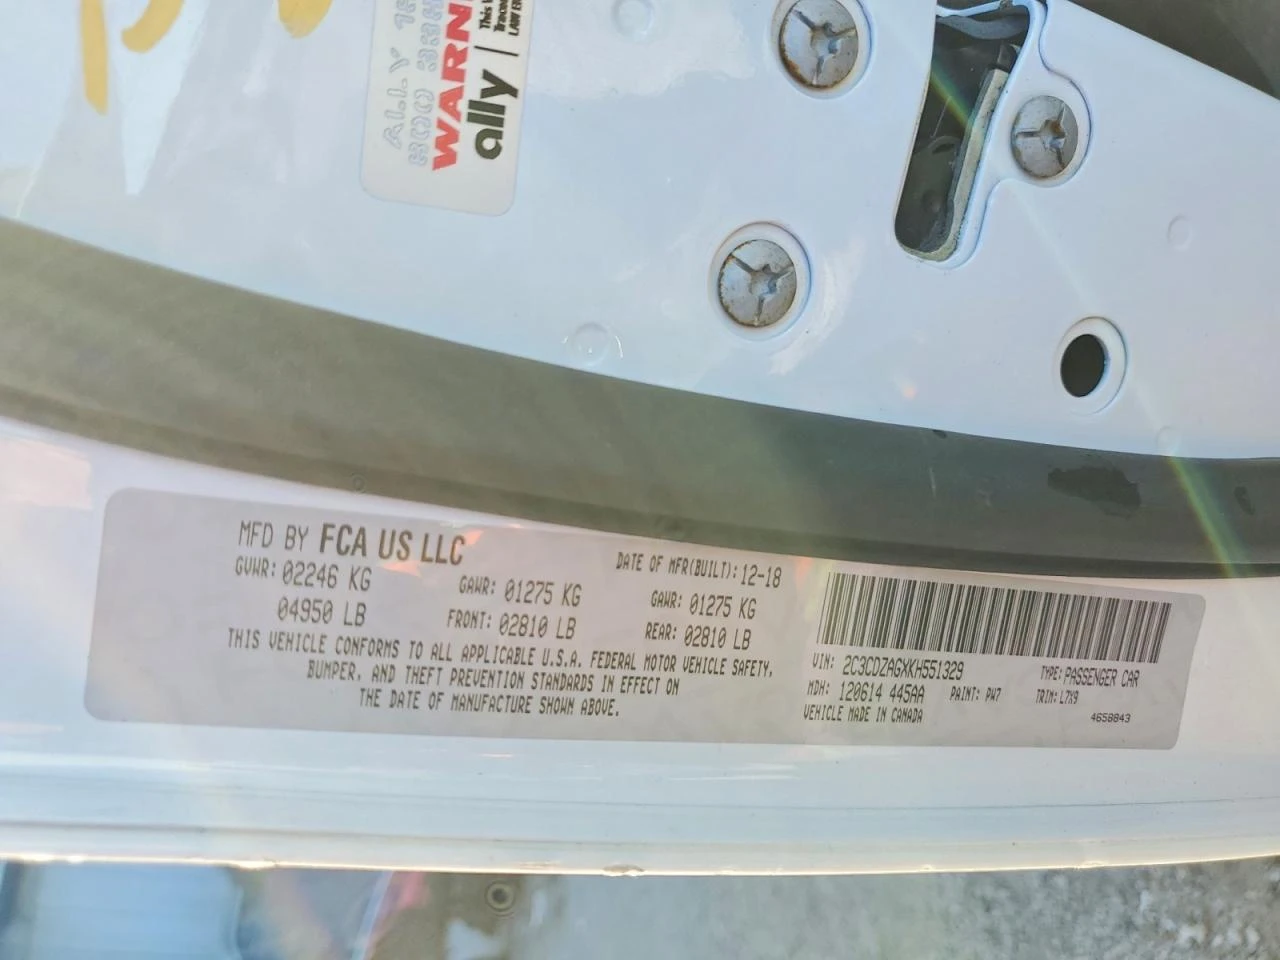 WARN
ally
MFD BY FCA US LLC
DATE OF MFR(BUILT): 12-18
GVWR: 02246 KG
04950 LB
GAWR: 01275 KG
FRONT: 02810 LB
GAWR: 01275 KG
REAR: 02810 LB
THIS VEHICLE CONFORMS TO ALL APPLICABLE U.S.A. FEDERAL MOTOR VEHICLE SAFETY,
BUMPER, AND THEFT PREVENTION STANDARDS IN EFFECT ON
THE DATE OF MANUFACTURE SHOWN ABOVE.
VIN: 2C3CDZAG6XKH551329
TYPE: PASSENGER CAR
MDH: 120614 445AA
PAINT: PW7
TRIM: L7X9
VEHICLE MADE IN CANADA
4658843